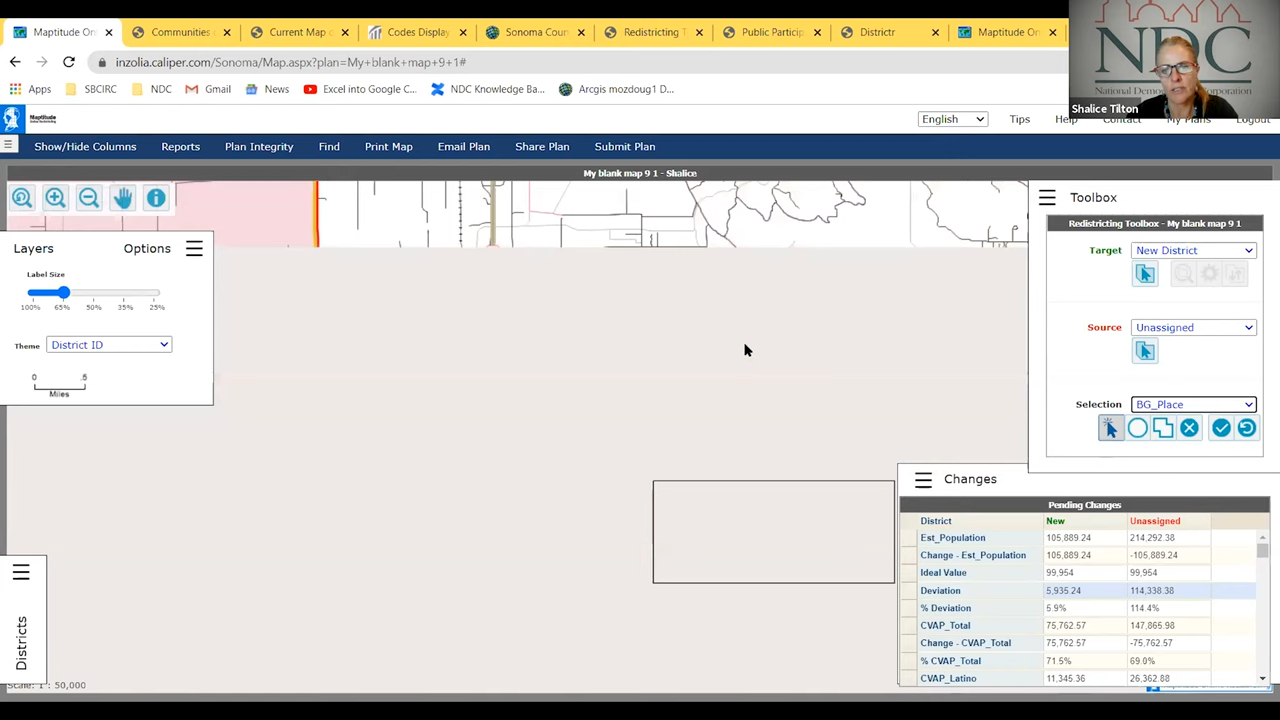 Maptitude On
Communities
Current Map c
Codes Display
Sonoma Coun
Redistricting T
Public Particip
Districtr
Maptitude On
inzolia.caliper.com/Sonoma/Map.aspx?plan=My+blank+map+9+1#
Apps
SBCIRC
NDC
Gmail
News
Excel into Google C...
NDC Knowledge Ba...
Arcgis mozdoug1 D...
NDC
Shalice Tilton
Maptitude
English
Tips
Help
Contact
My Plans
Logout
Show/Hide Columns
Reports
Plan Integrity
Find
Print Map
Email Plan
Share Plan
Submit Plan
My blank map 9 1 - Shalice
Layers
Options
Label Size
100% 65% 50% 35% 25%
Theme
District ID
0 .5
Miles
Districts
Scale: 1 : 50,000
Toolbox
Redistricting Toolbox - My blank map 9 1
Target
New District
Source
Unassigned
Selection
BG_Place
Changes
Pending Changes
District New Unassigned
Est_Population 105,889.24 214,292.38
Change - Est_Population 105,889.24 -105,889.24
Ideal Value 99,954 99,954
Deviation 5,935.24 114,338.38
% Deviation 5.9% 114.4%
CVAP_Total 75,762.57 147,865.98
Change - CVAP_Total 75,762.57 -75,762.57
% CVAP_Total 71.5% 69.0%
CVAP_Latino 11,345.36 26,362.88